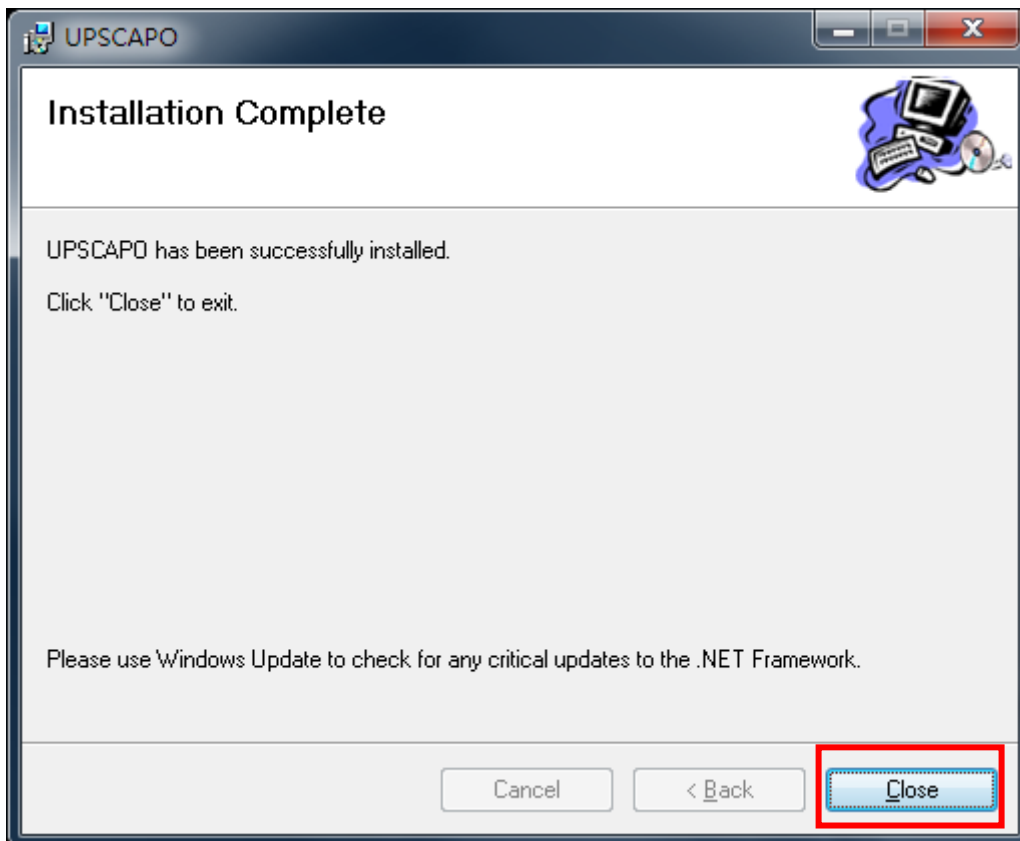 UPSCAPO
Installation Complete
UPSCAPO has been successfully installed.
Click "Close" to exit.
Please use Windows Update to check for any critical updates to the .NET Framework.
Cancel
< Back
Close